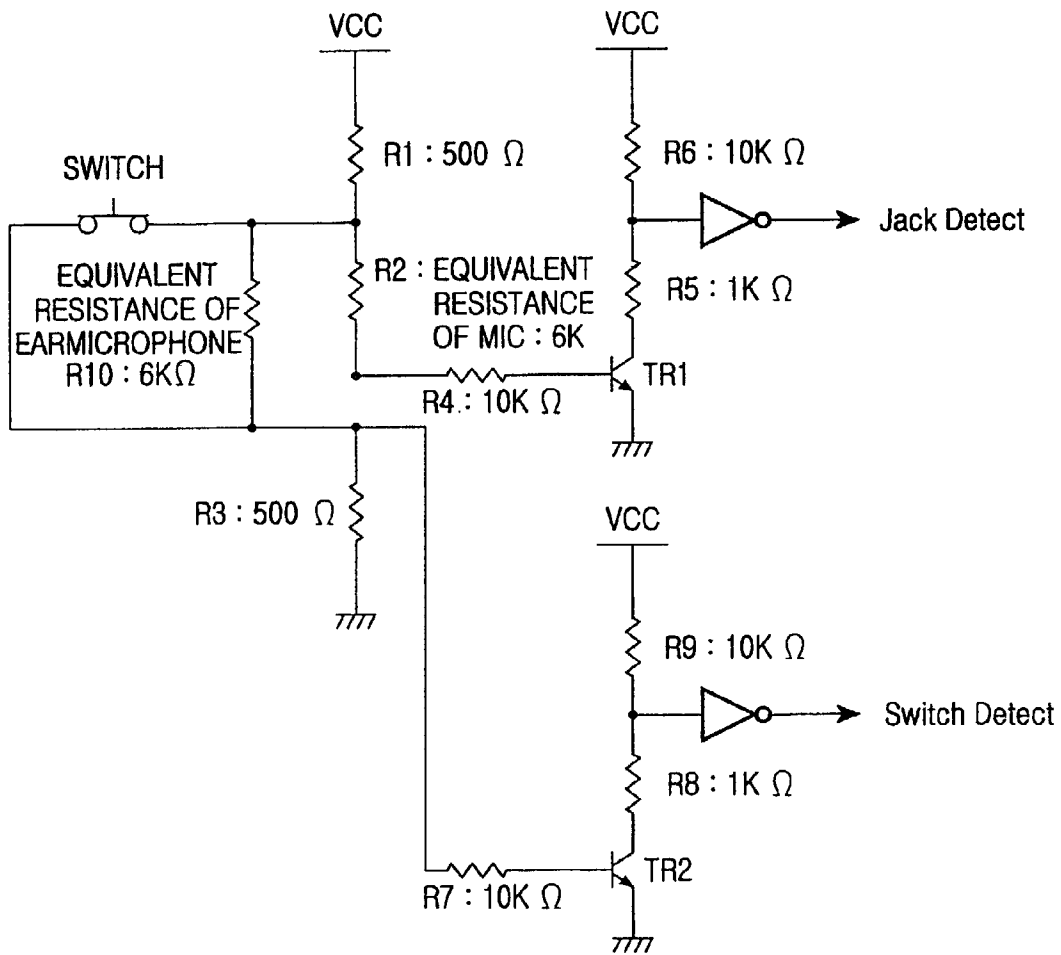 VCC
VCC
R1 : 500 Ω
R6 : 10K Ω
SWITCH
Jack Detect
EQUIVALENT
RESISTANCE OF
EARMICROPHONE
R10 : 6KΩ
R2 : EQUIVALENT
RESISTANCE
OF MIC : 6K
R5 : 1K Ω
TR1
R4.: 10K Ω
R3 : 500 Ω
VCC
R9 : 10K Ω
Switch Detect
R8 : 1K Ω
TR2
R7 : 10K Ω